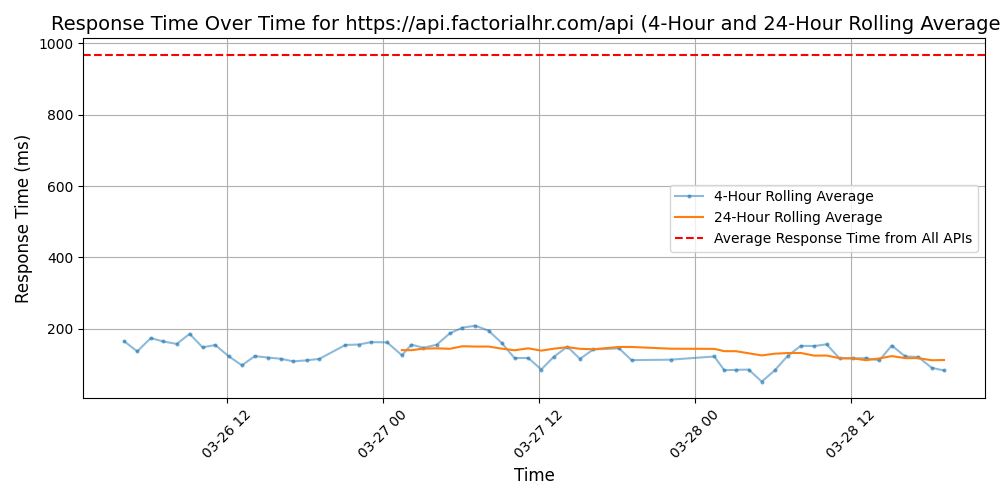 Response Time Over Time for https://api.factorialhr.com/api (4-Hour and 24-Hour Rolling Average
1000
800
600
400
200
Response Time (ms)
4-Hour Rolling Average
24-Hour Rolling Average
Average Response Time from All APIs
03-26 12
03-27 00
03-27 12
03-28 00
03-28 12
Time